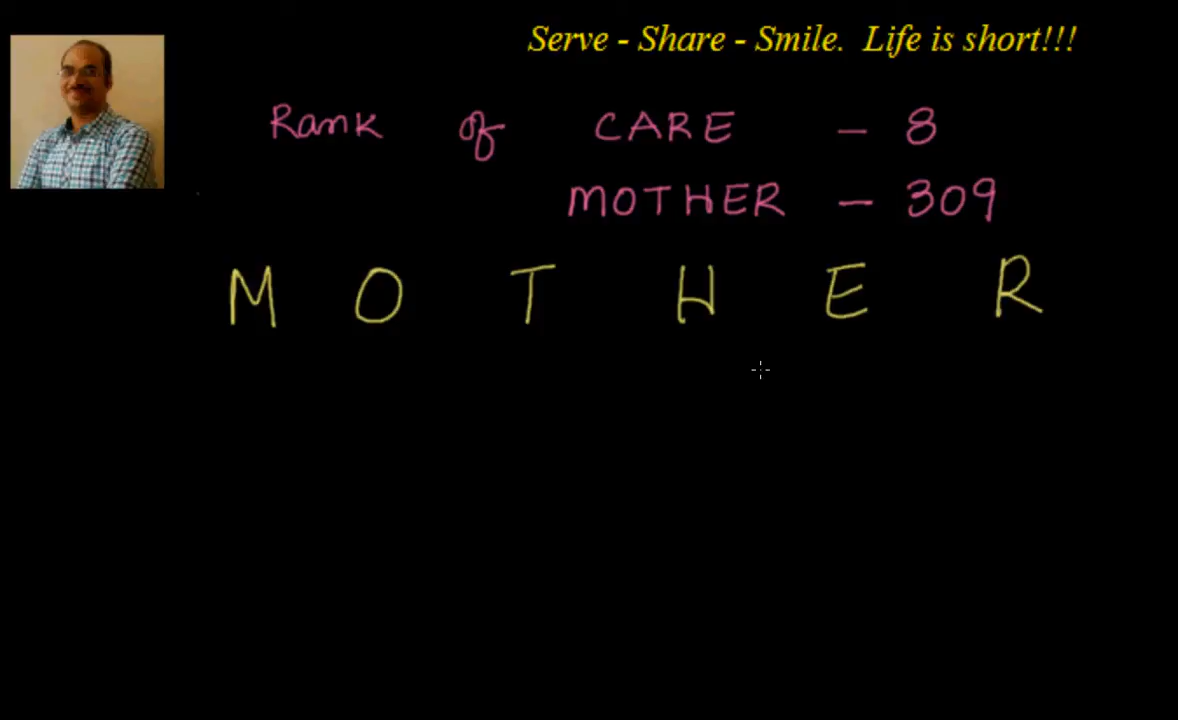 Serve - Share - Smile. Life is short!!!
Rank of CARE - 8
MOTHER - 309
M O T H E R